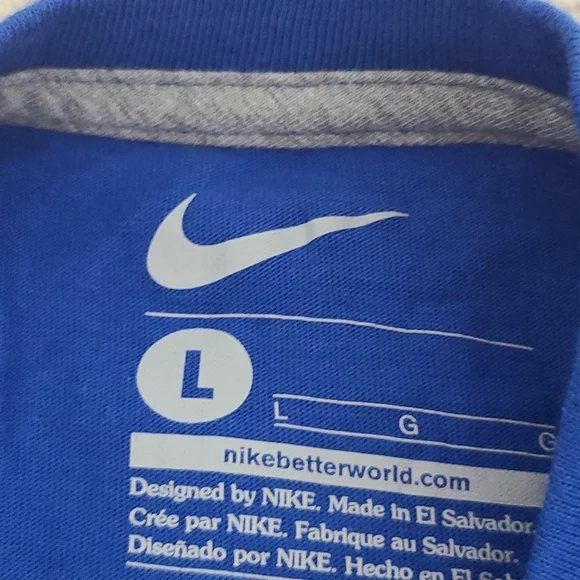 L
L G G
nikebetterworld.com
Designed by NIKE. Made in El Salvador.
Crée par NIKE. Fabrique au Salvador.
Diseñado por NIKE. Hecho en El